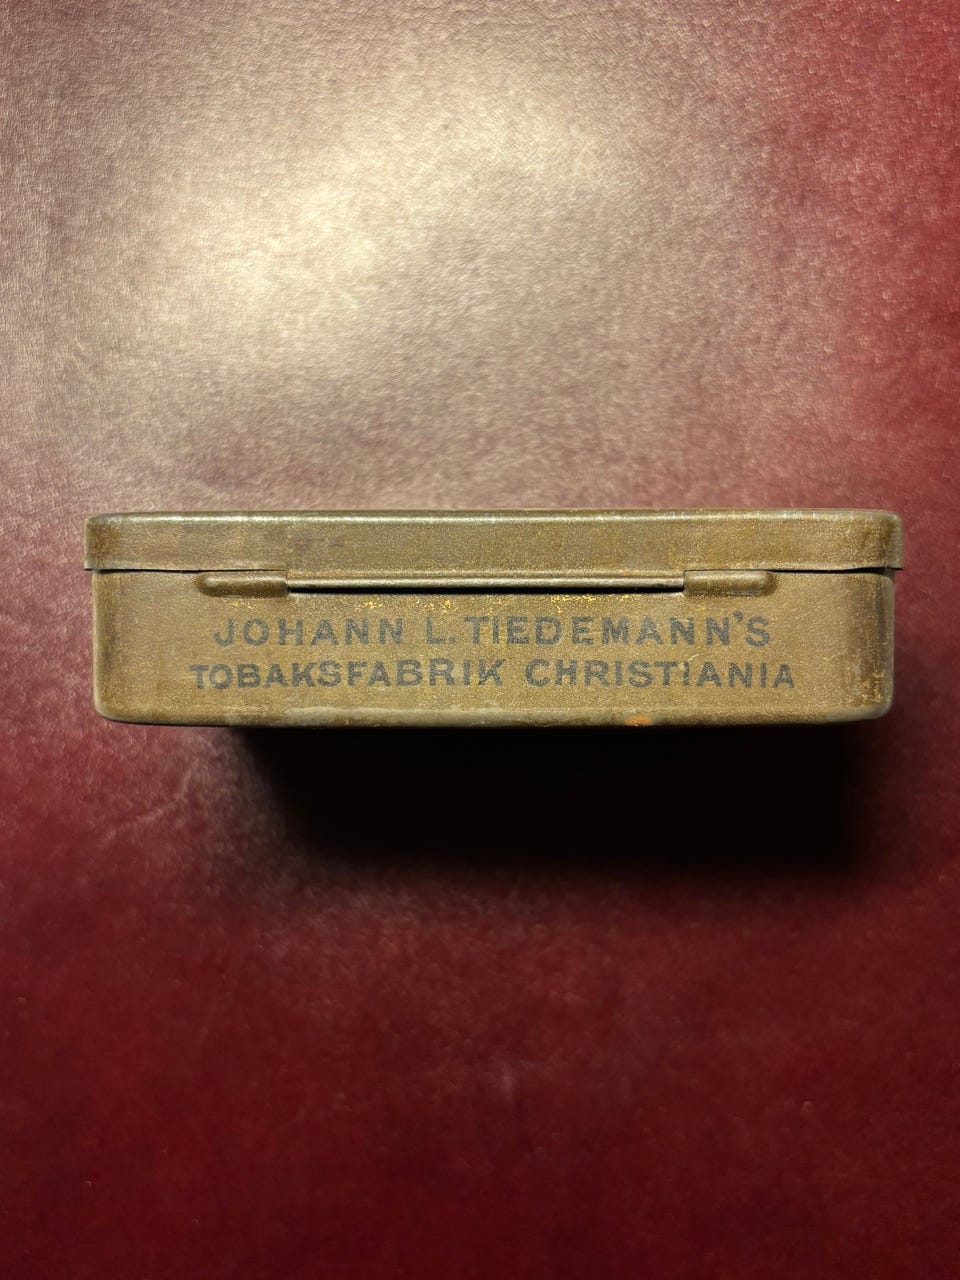 JOHANN L. TIEDEMANN'S
TOBAKSFABRIK CHRISTIANIA